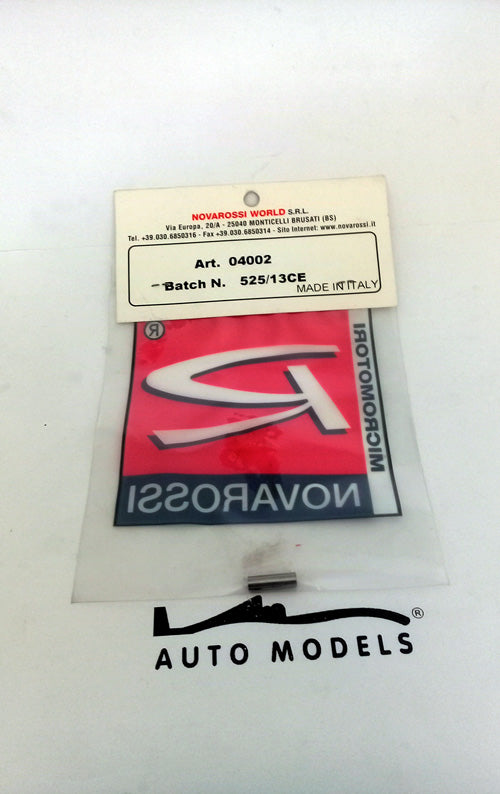 NOVAROSSI WORLD S.R.L.
Via Europa, 20/A - 25040 MONTICELLI BRUSATI (BS)
Tel. +39.030.6850316 - Fax +39.030.6850314 - Sito Internet: www.novarossi.it
Art. 04002
Batch N. 525/13CE
MADE IN ITALY
®
MICROMOTORI
NOVAROSSI
®
AUTO MODELS